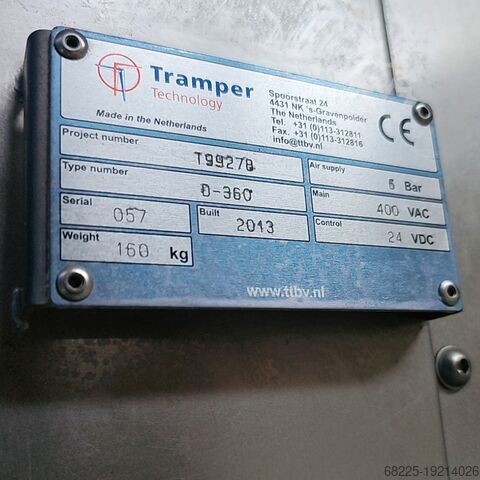 Tramper
Technology
Made in the Netherlands
Spoorstraat 24
4431 NK 's-Gravenpolder
The Netherlands
Tel. +31 (0)113-312811
Fax. +31 (0)113-312816
info@ttbv.nl
CE
Project number
T99270
Air supply
6 Bar
Type number
D-360
Main
400 VAC
Serial
057
Built
2013
Control
24 VDC
Weight
160 kg
www.ttbv.nl
68225-19214026